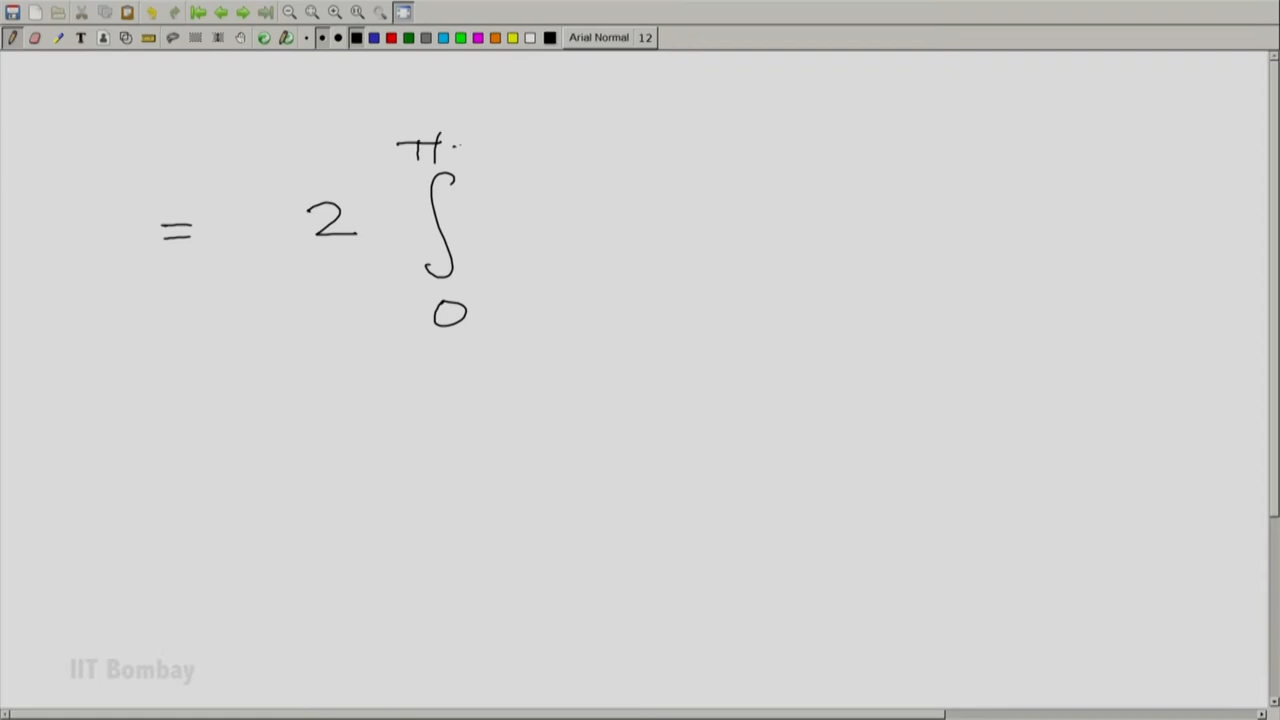 Arial Normal 12
π
= 2 ∫
0
IIT Bombay